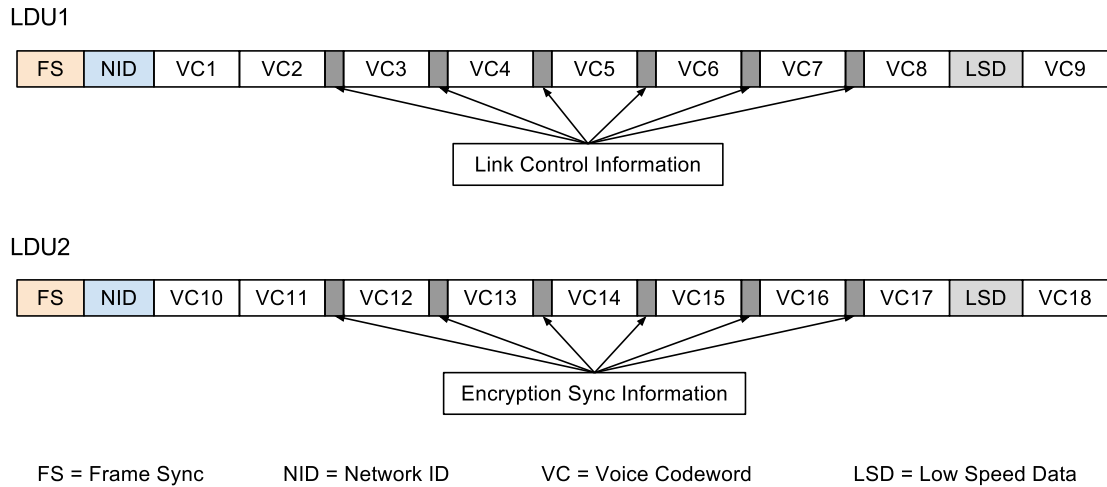 LDU1
FS NID VC1 VC2 VC3 VC4 VC5 VC6 VC7 VC8 LSD VC9
Link Control Information
LDU2
FS NID VC10 VC11 VC12 VC13 VC14 VC15 VC16 VC17 LSD VC18
Encryption Sync Information
FS = Frame Sync NID = Network ID VC = Voice Codeword LSD = Low Speed Data